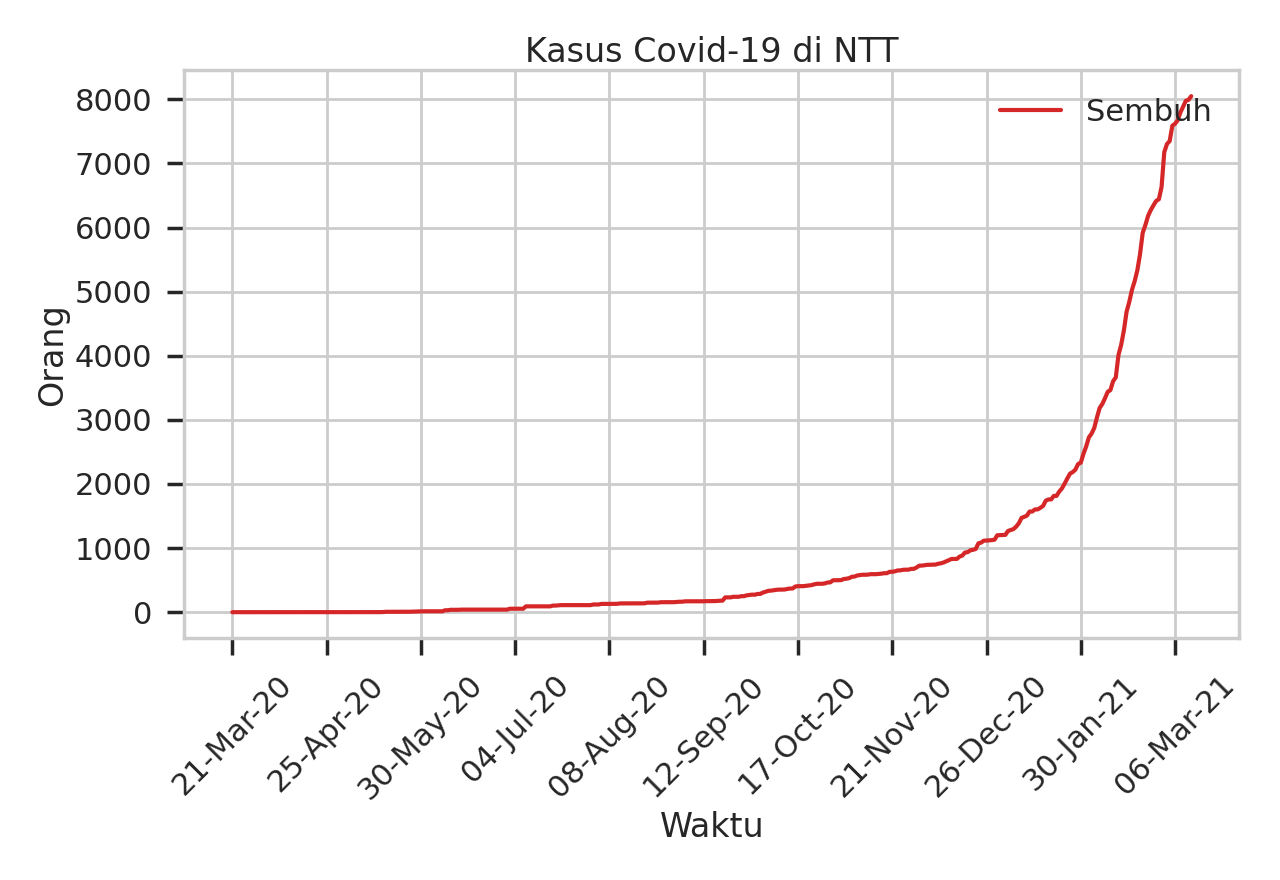 Kasus Covid-19 di NTT
Sembuh
Orang
8000
7000
6000
5000
4000
3000
2000
1000
0
21-Mar-20
25-Apr-20
30-May-20
04-Jul-20
08-Aug-20
12-Sep-20
17-Oct-20
21-Nov-20
26-Dec-20
30-Jan-21
06-Mar-21
Waktu